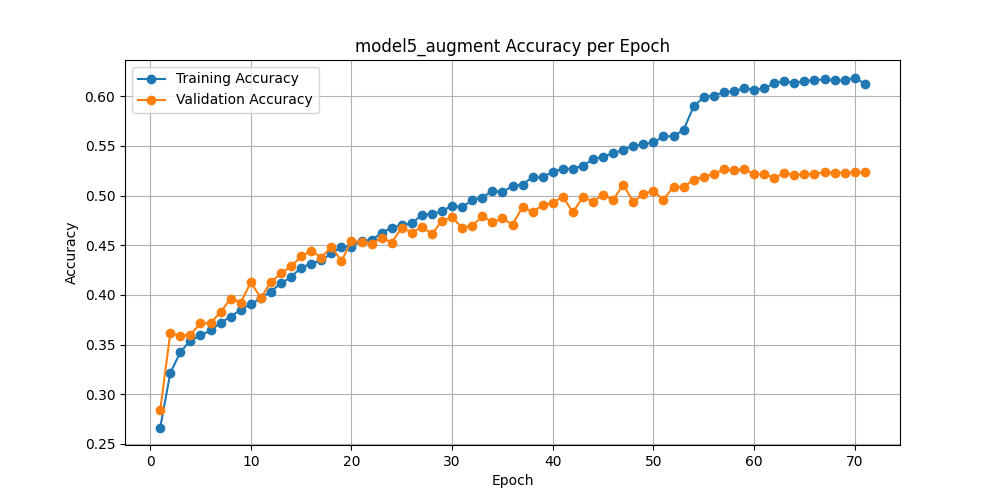 model5_augment Accuracy per Epoch
Training Accuracy
Validation Accuracy
0.60
0.55
0.50
0.45
0.40
0.35
0.30
0.25
Accuracy
0 10 20 30 40 50 60 70
Epoch